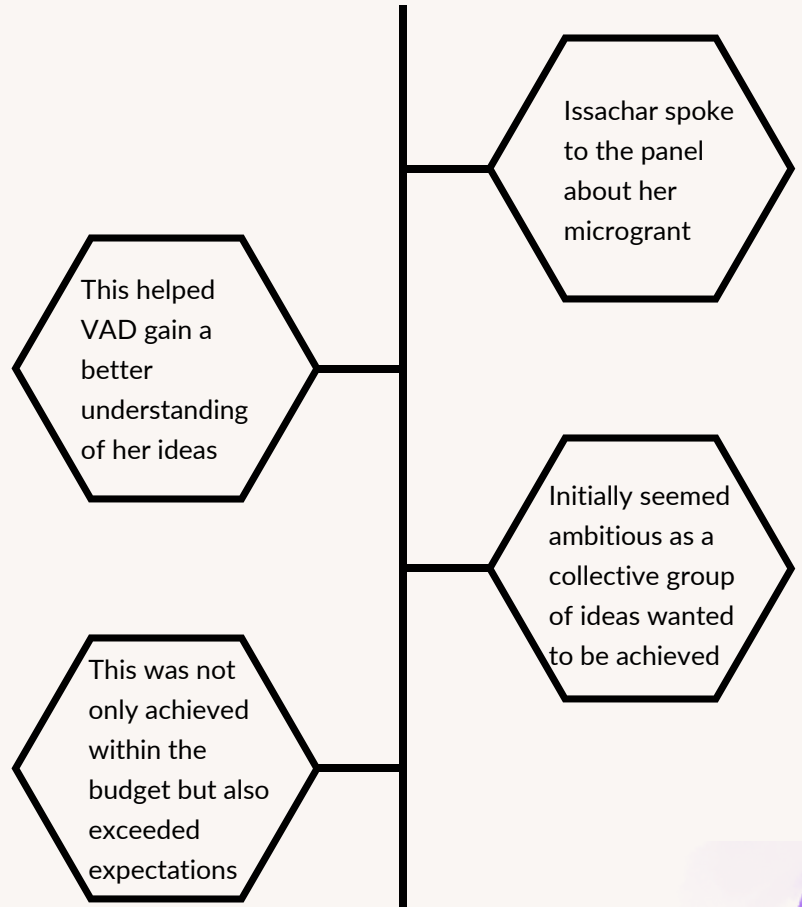 Issachar spoke
to the panel
about her
microgrant
This helped
VAD gain a
better
understanding
of her ideas
Initially seemed
ambitious as a
collective group
of ideas wanted
to be achieved
This was not
only achieved
within the
budget but also
exceeded
expectations